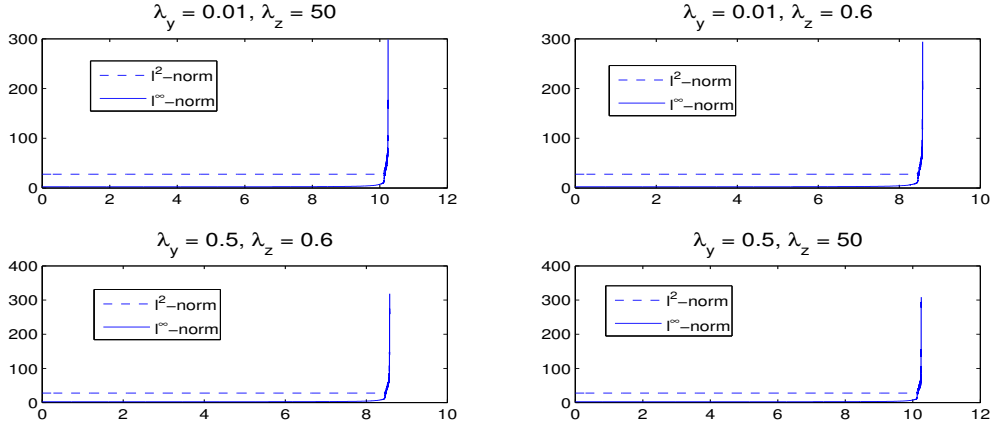 λy = 0.01, λz = 50
300
200
100
0
l²−norm
l∞−norm
0 2 4 6 8 10 12
λy = 0.01, λz = 0.6
300
200
100
0
l²−norm
l∞−norm
0 2 4 6 8 10
λy = 0.5, λz = 0.6
400
300
200
100
0
l²−norm
l∞−norm
0 2 4 6 8 10
λy = 0.5, λz = 50
400
300
200
100
0
l²−norm
l∞−norm
0 2 4 6 8 10 12